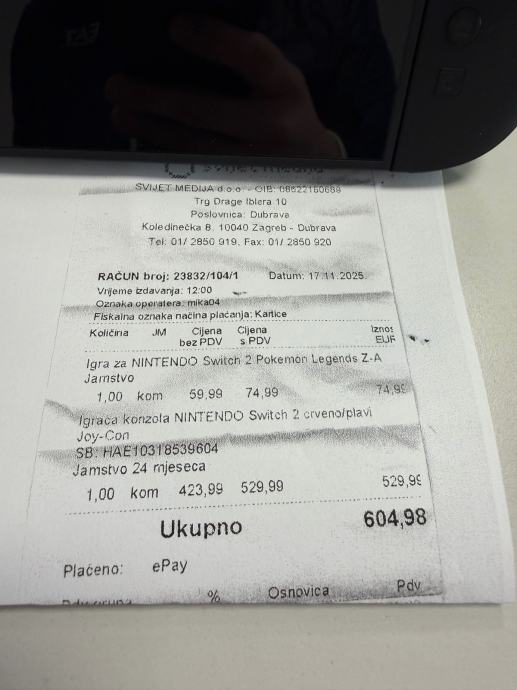 svijet medija
SVIJET MEDIJA d.o.o. - OIB: 08622180689
Trg Drage Iblera 10
Poslovnica: Dubrava
Koledinečka 8, 10040 Zagreb - Dubrava
Tel: 01/ 2850 919, Fax: 01/ 2850 920
RAČUN broj: 23832/104/1 Datum: 17.11.2025.
Vrijeme izdavanja: 12:00
Oznaka operatera: mika04
Fiskalna oznaka načina plaćanja: Kartice
Količina JM Cijena bez PDV Cijena s PDV Iznos EUR
Igra za NINTENDO Switch 2 Pokemon Legends Z-A
Jamstvo
1,00 kom 59,99 74,99 74,99
Igraća konzola NINTENDO Switch 2 crveno/plavi
Joy-Con
SB: HAE10318539604
Jamstvo 24 mjeseca
1,00 kom 423,99 529,99 529,99
Ukupno 604,98
Plaćeno: ePay
% Osnovica Pdv